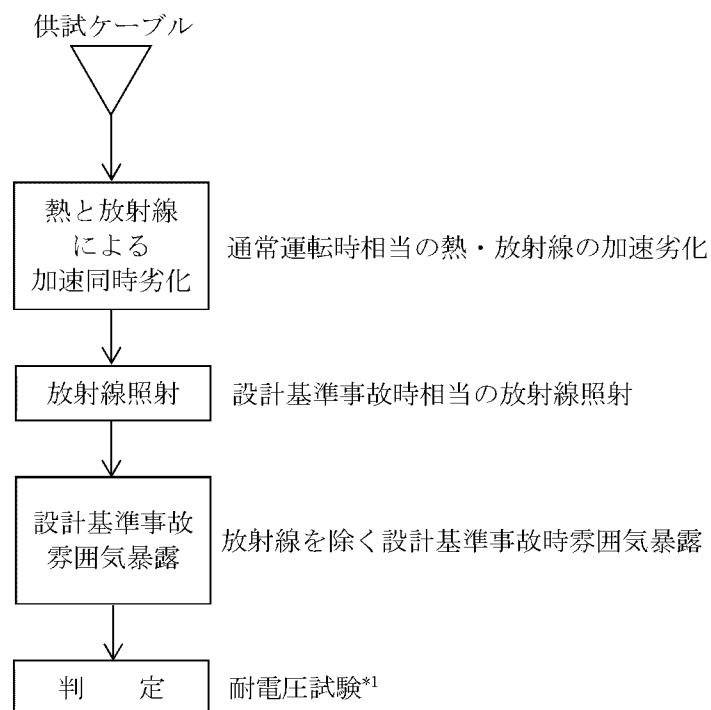 供試ケーブル
熱と放射線
による
加速同時劣化
通常運転時相当の熱・放射線の加速劣化
放射線照射
設計基準事故時相当の放射線照射
設計基準事故
雰囲気暴露
放射線を除く設計基準事故時雰囲気暴露
判　　定
耐電圧試験*1